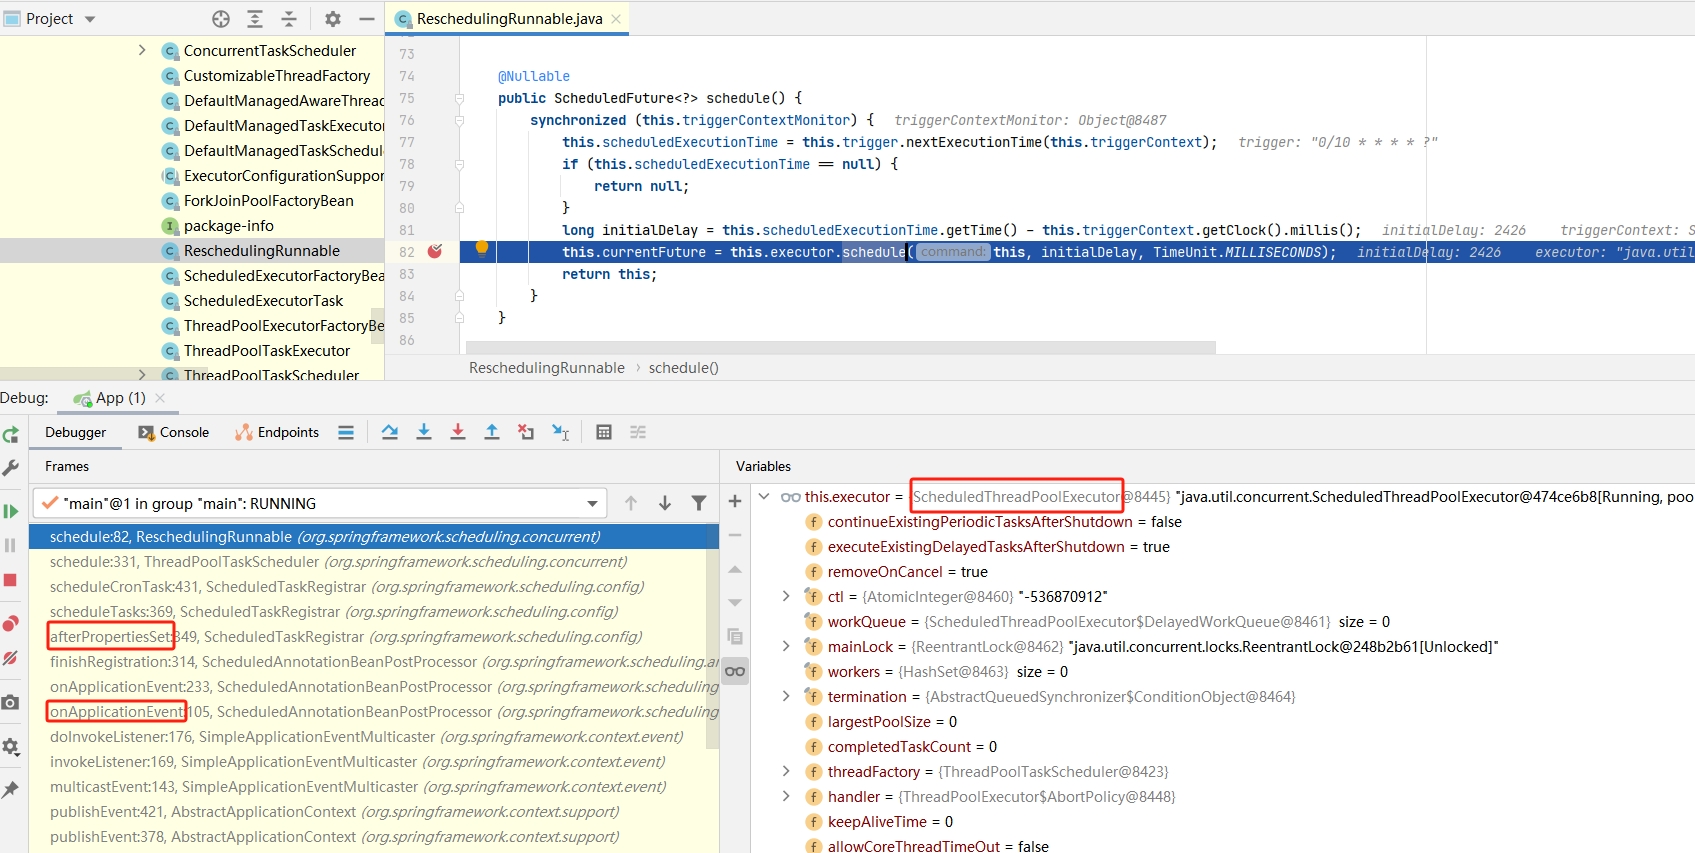 Project
ReschedulingRunnable.java
ConcurrentTaskScheduler
CustomizableThreadFactory
DefaultManagedAwareThread
DefaultManagedTaskExecutor
DefaultManagedTaskSchedul
ExecutorConfigurationSuppor
ForkJoinPoolFactoryBean
package-info
ReschedulingRunnable
ScheduledExecutorFactoryBea
ScheduledExecutorTask
ThreadPoolExecutorFactoryBe
ThreadPoolTaskExecutor
ThreadPoolTaskScheduler
73
74 @Nullable
75 public ScheduledFuture<?> schedule() {
76 synchronized (this.triggerContextMonitor) { triggerContextMonitor: Object@8487
77 this.scheduledExecutionTime = this.trigger.nextExecutionTime(this.triggerContext); trigger: "0/10 * * * * ?"
78 if (this.scheduledExecutionTime == null) {
79 return null;
80 }
81 long initialDelay = this.scheduledExecutionTime.getTime() - this.triggerContext.getClock().millis(); initialDelay: 2426 triggerContext: S
82 this.currentFuture = this.executor.schedule( command: this, initialDelay, TimeUnit.MILLISECONDS); initialDelay: 2426 executor: "java.util
83 return this;
84 }
85 }
86
ReschedulingRunnable › schedule()
Debug: App (1)
Debugger Console Endpoints
Frames
"main"@1 in group "main": RUNNING
schedule:82, ReschedulingRunnable (org.springframework.scheduling.concurrent)
schedule:331, ThreadPoolTaskScheduler (org.springframework.scheduling.concurrent)
scheduleCronTask:431, ScheduledTaskRegistrar (org.springframework.scheduling.config)
scheduleTasks:369, ScheduledTaskRegistrar (org.springframework.scheduling.config)
afterPropertiesSet:349, ScheduledTaskRegistrar (org.springframework.scheduling.config)
finishRegistration:314, ScheduledAnnotationBeanPostProcessor (org.springframework.scheduling.an
onApplicationEvent:233, ScheduledAnnotationBeanPostProcessor (org.springframework.scheduling
onApplicationEvent:105, ScheduledAnnotationBeanPostProcessor (org.springframework.scheduling
doInvokeListener:176, SimpleApplicationEventMulticaster (org.springframework.context.event)
invokeListener:169, SimpleApplicationEventMulticaster (org.springframework.context.event)
multicastEvent:143, SimpleApplicationEventMulticaster (org.springframework.context.event)
publishEvent:421, AbstractApplicationContext (org.springframework.context.support)
publishEvent:378, AbstractApplicationContext (org.springframework.context.support)
Variables
this.executor = {ScheduledThreadPoolExecutor@8445} "java.util.concurrent.ScheduledThreadPoolExecutor@474ce6b8[Running, poo
continueExistingPeriodicTasksAfterShutdown = false
executeExistingDelayedTasksAfterShutdown = true
removeOnCancel = true
ctl = {AtomicInteger@8460} "-536870912"
workQueue = {ScheduledThreadPoolExecutor$DelayedWorkQueue@8461} size = 0
mainLock = {ReentrantLock@8462} "java.util.concurrent.locks.ReentrantLock@248b2b61[Unlocked]"
workers = {HashSet@8463} size = 0
termination = {AbstractQueuedSynchronizer$ConditionObject@8464}
largestPoolSize = 0
completedTaskCount = 0
threadFactory = {ThreadPoolTaskScheduler@8423}
handler = {ThreadPoolExecutor$AbortPolicy@8448}
keepAliveTime = 0
allowCoreThreadTimeOut = false